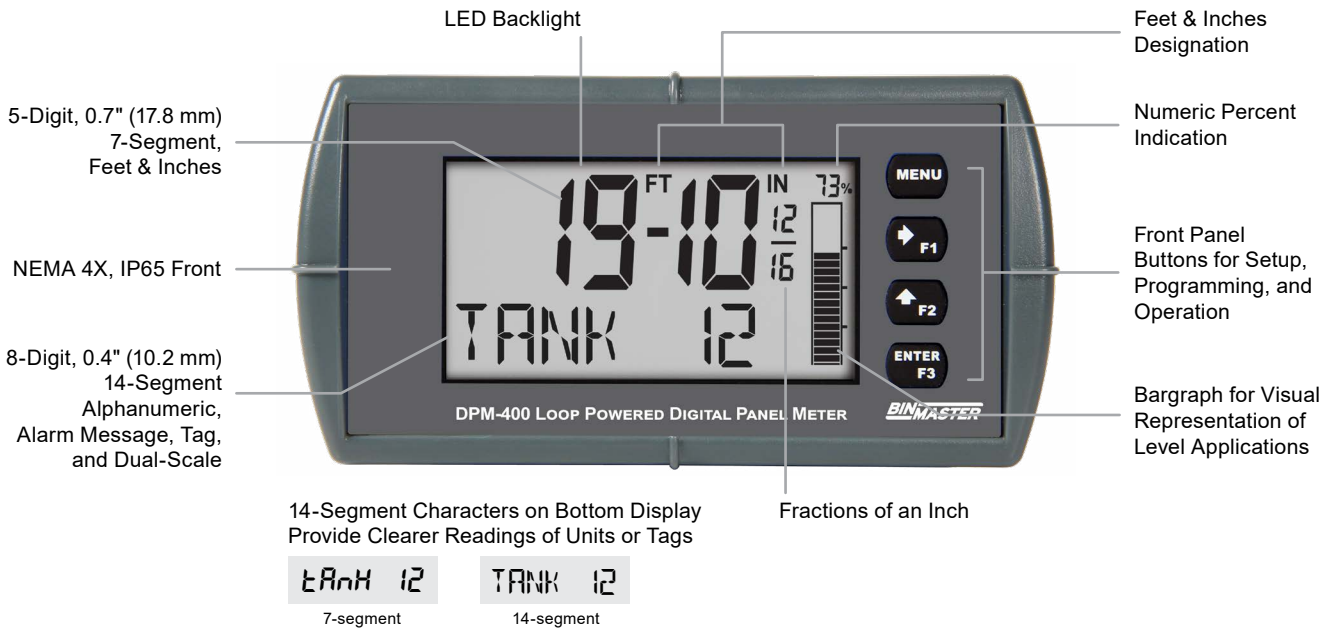 LED Backlight
Feet & Inches
Designation
5-Digit, 0.7" (17.8 mm)
7-Segment,
Feet & Inches
Numeric Percent
Indication
NEMA 4X, IP65 Front
Front Panel
Buttons for Setup,
Programming, and
Operation
8-Digit, 0.4" (10.2 mm)
14-Segment
Alphanumeric,
Alarm Message, Tag,
and Dual-Scale
Bargraph for Visual
Representation of
Level Applications
19 FT -10 IN
12
16
73%
TANK 12
MENU
F1
F2
ENTER
F3
DPM-400 LOOP POWERED DIGITAL PANEL METER
BINMASTER
Fractions of an Inch
14-Segment Characters on Bottom Display
Provide Clearer Readings of Units or Tags
tAnH 12
TANK 12
7-segment
14-segment